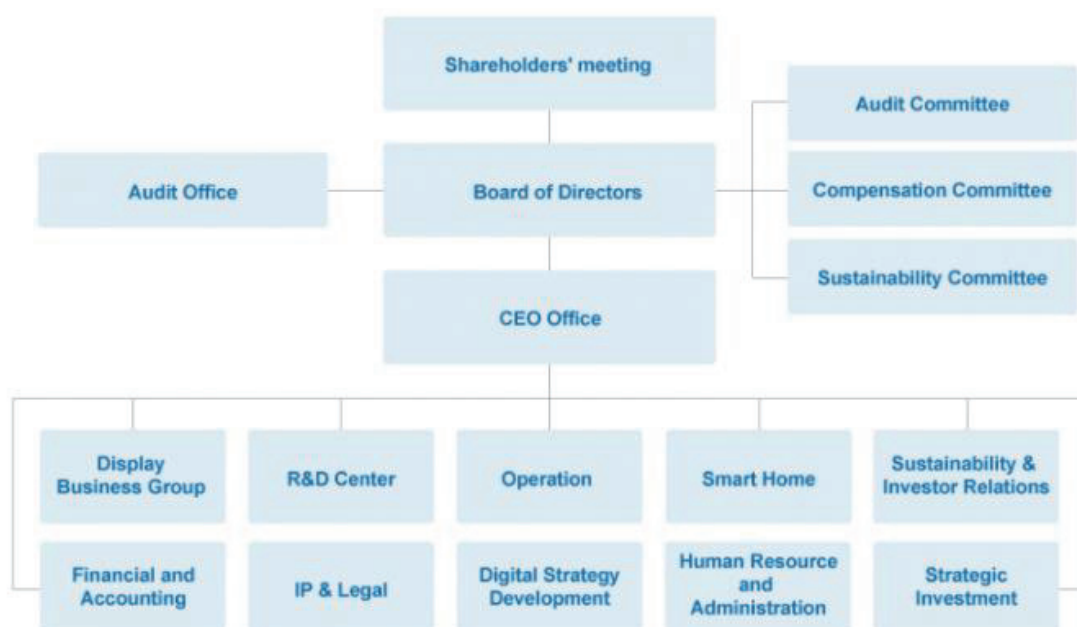 Shareholders' meeting
Audit Committee
Audit Office
Board of Directors
Compensation Committee
Sustainability Committee
CEO Office
Display
Business Group
R&D Center
Operation
Smart Home
Sustainability &
Investor Relations
Financial and
Accounting
IP & Legal
Digital Strategy
Development
Human Resource
and
Administration
Strategic
Investment